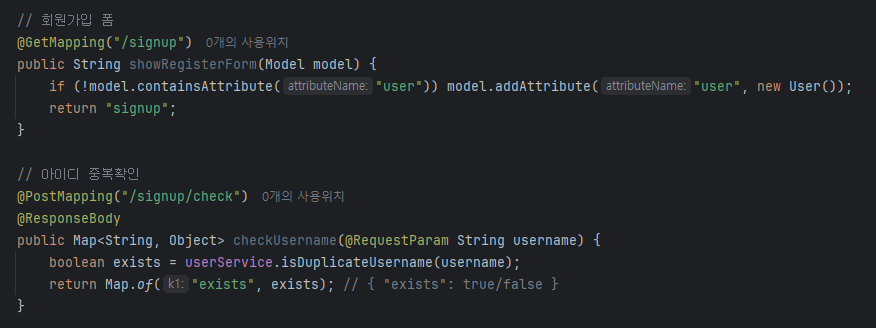 // 회원가입 폼
@GetMapping("/signup") 0개의 사용위치
public String showRegisterForm(Model model) {
    if (!model.containsAttribute( attributeName: "user")) model.addAttribute( attributeName: "user", new User());
    return "signup";
}

// 아이디 중복확인
@PostMapping("/signup/check") 0개의 사용위치
@ResponseBody
public Map<String, Object> checkUsername(@RequestParam String username) {
    boolean exists = userService.isDuplicateUsername(username);
    return Map.of( k1: "exists", exists); // { "exists": true/false }
}